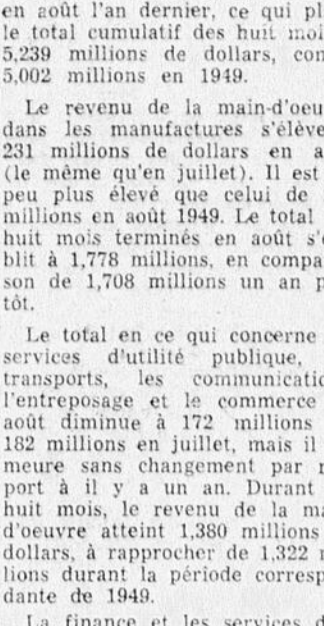 en août l'an dernier, ce qui pl
le total cumulatif des huit moi
5,239 millions de dollars, con
5,002 millions en 1949.
Le revenu de la main-d'oeu
dans les manufactures s'élève
231 millions de dollars en a
(le même qu'en juillet). Il est
peu plus élevé que celui de
millions en août 1949. Le total
huit mois terminés en août s'
blit à 1,778 millions, en compa
son de 1,708 millions un an p
tôt.
Le total en ce qui concerne
services d'utilité publique,
transports, les communicatio
l'entreposage et le commerce
août diminue à 172 millions
182 millions en juillet, mais il
meure sans changement par r
port à il y a un an. Durant
huit mois, le revenu de la ma
d'oeuvre atteint 1,380 millions
dollars, à rapprocher de 1,322 m
lions durant la période corresp
dante de 1949.
La finance et les services d